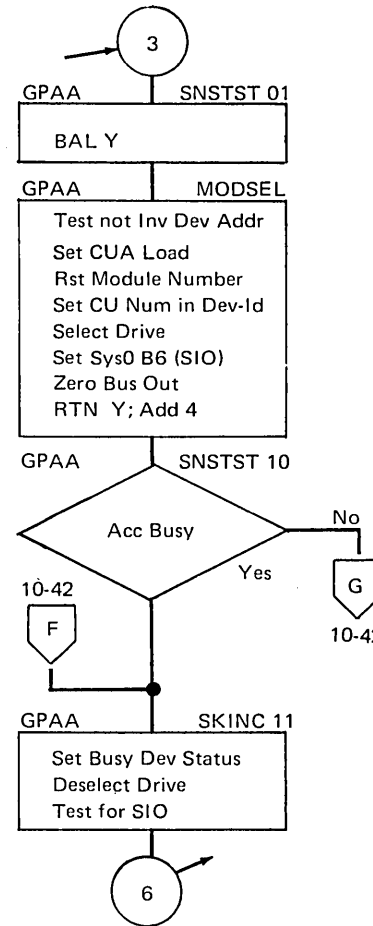 3
GPAA SNSTST 01
BAL Y
GPAA MODSEL
Test not Inv Dev Addr
Set CUA Load
Rst Module Number
Set CU Num in Dev-Id
Select Drive
Set Sys0 B6 (SIO)
Zero Bus Out
RTN Y; Add 4
GPAA SNSTST 10
Acc Busy
No
Yes
G
10-42
F
GPAA SKINC 11
Set Busy Dev Status
Deselect Drive
Test for SIO
6